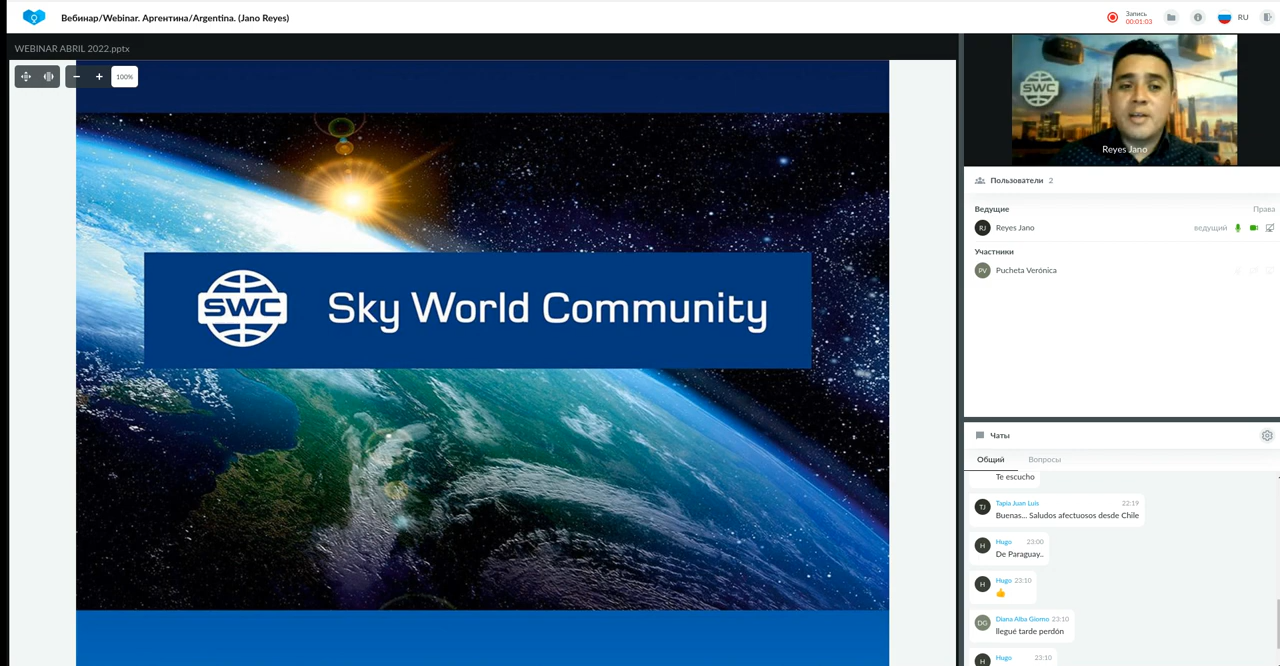 Вебинар/Webinar. Аргентина/Argentina. (Jano Reyes)
Запись
00:01:03
RU
WEBINAR ABRIL 2022.pptx
100%
SWC
Sky World Community
SWC
Reyes Jano
Пользователи 2
Ведущие
Права
RJ
Reyes Jano
ведущий
Участники
PV
Pucheta Verónica
Чаты
Общий
Вопросы
Te escucho
TJ
Tapia Juan Luis 22:19
Buenas... Saludos afectuosos desde Chile
H
Hugo 23:00
De Paraguay..
H
Hugo 23:10
👍
DG
Diana Alba Giorno 23:10
llegué tarde perdón
H
Hugo 23:10